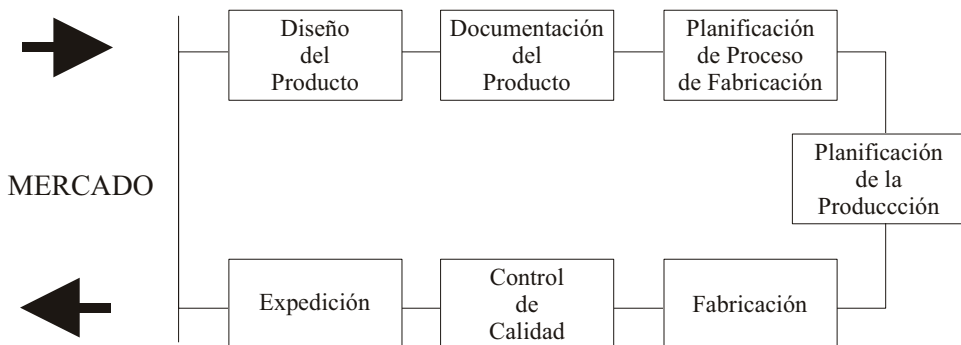 Diseño
del
Producto
Documentación
del
Producto
Planificación
de Proceso
de Fabricación
Planificación
de la
Produccción
MERCADO
Expedición
Control
de
Calidad
Fabricación